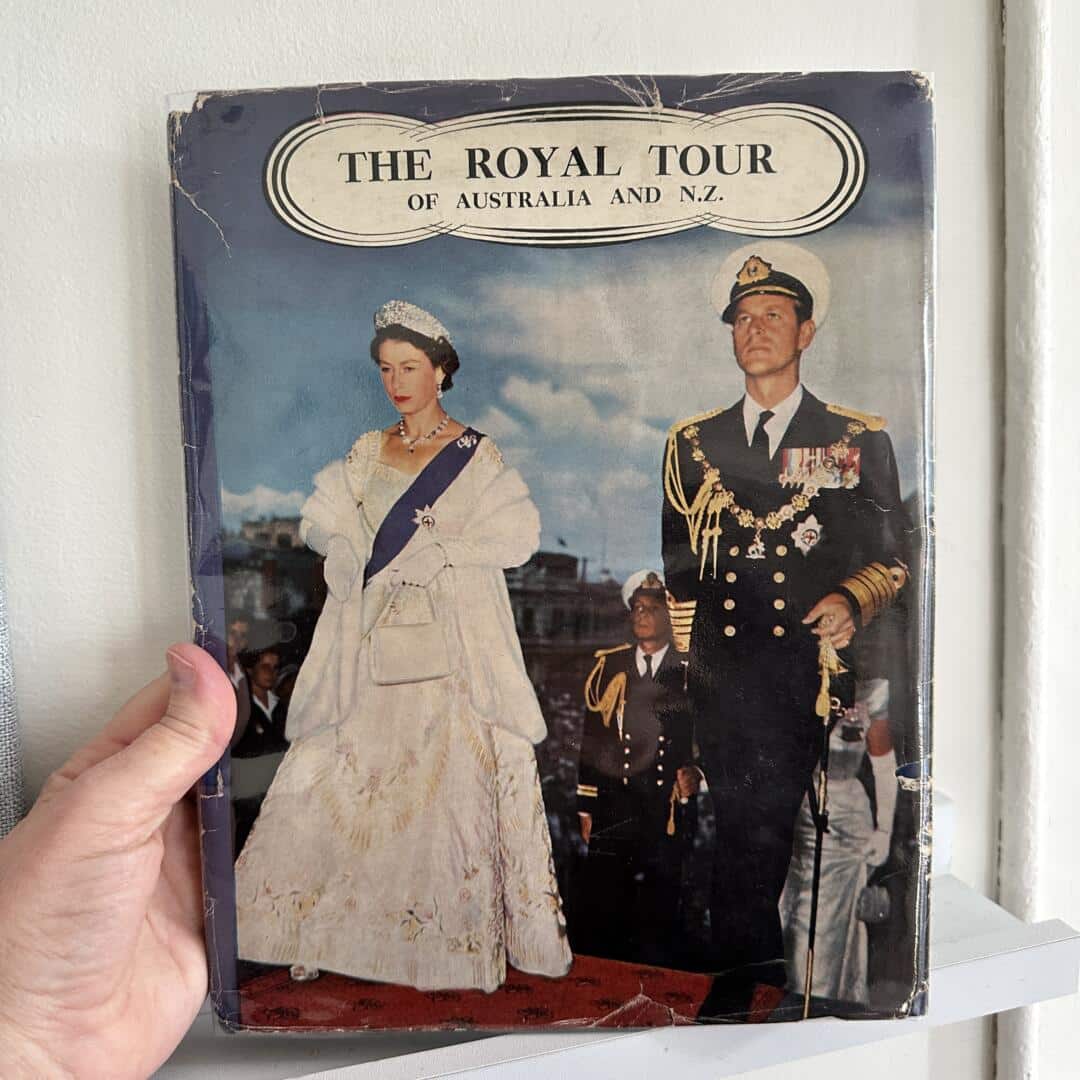 THE ROYAL TOUR
OF AUSTRALIA AND N.Z.